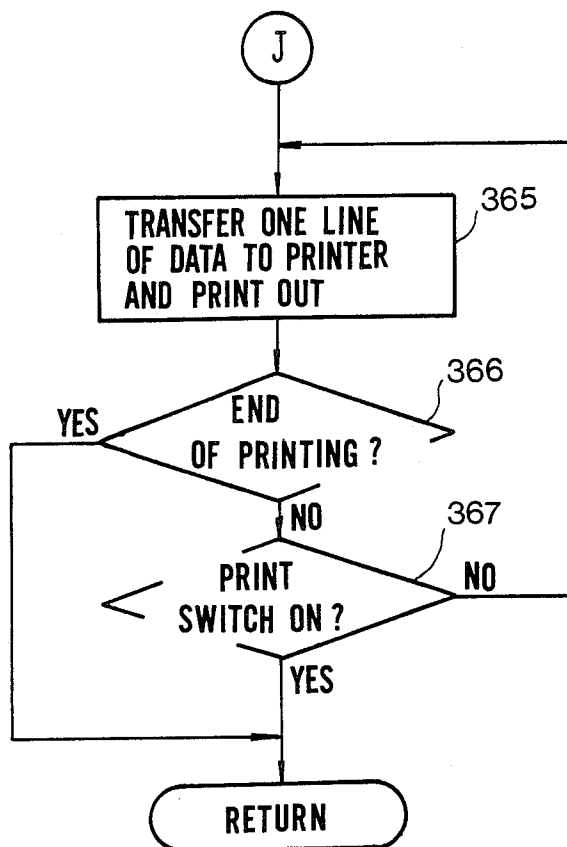 J
TRANSFER ONE LINE
OF DATA TO PRINTER
AND PRINT OUT
365
366
YES
END
OF PRINTING ?
NO
367
PRINT
SWITCH ON ?
NO
YES
RETURN